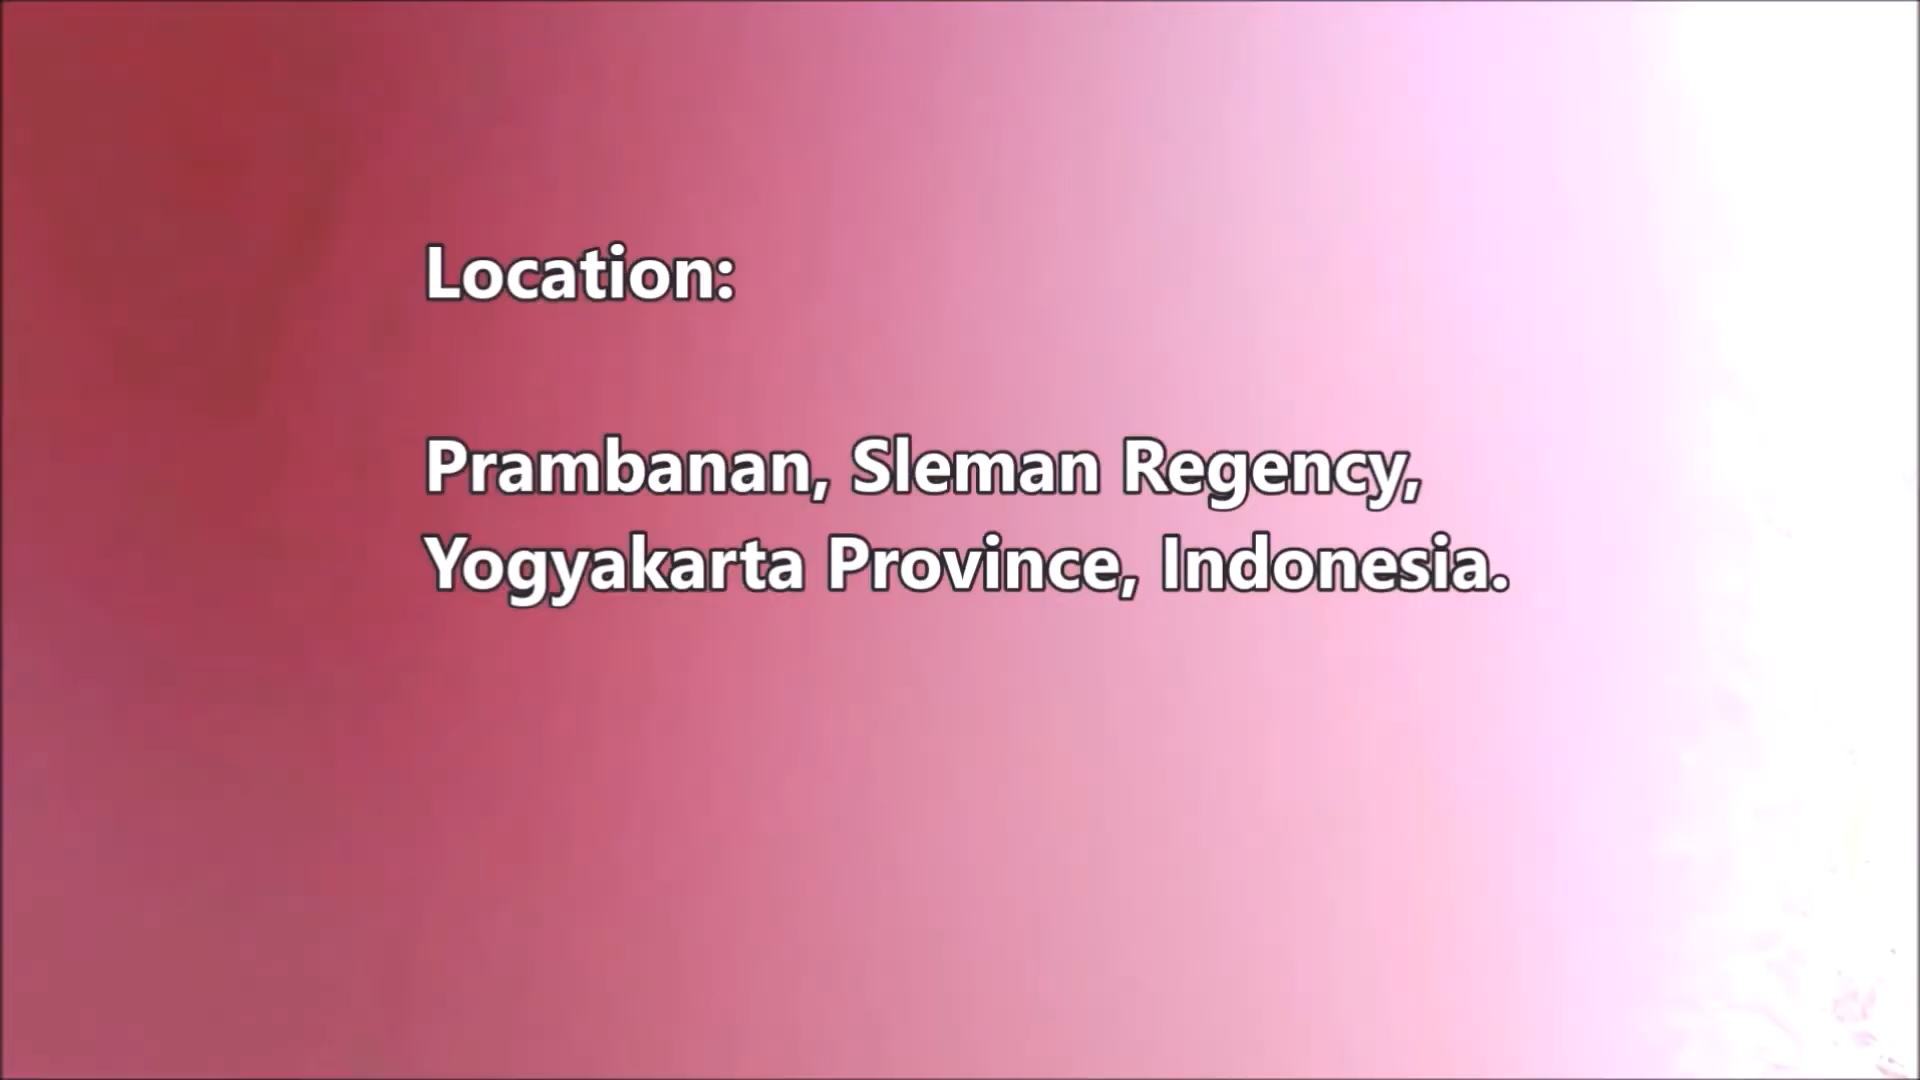 Location:
Prambanan, Sleman Regency,
Yogyakarta Province, Indonesia.